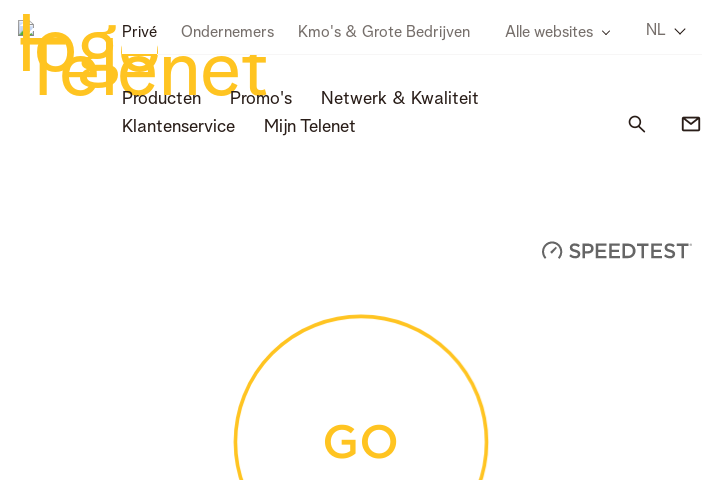 logo
Telenet
Privé Ondernemers Kmo's & Grote Bedrijven Alle websites NL
Producten Promo's Netwerk & Kwaliteit
Klantenservice Mijn Telenet
SPEEDTEST
GO